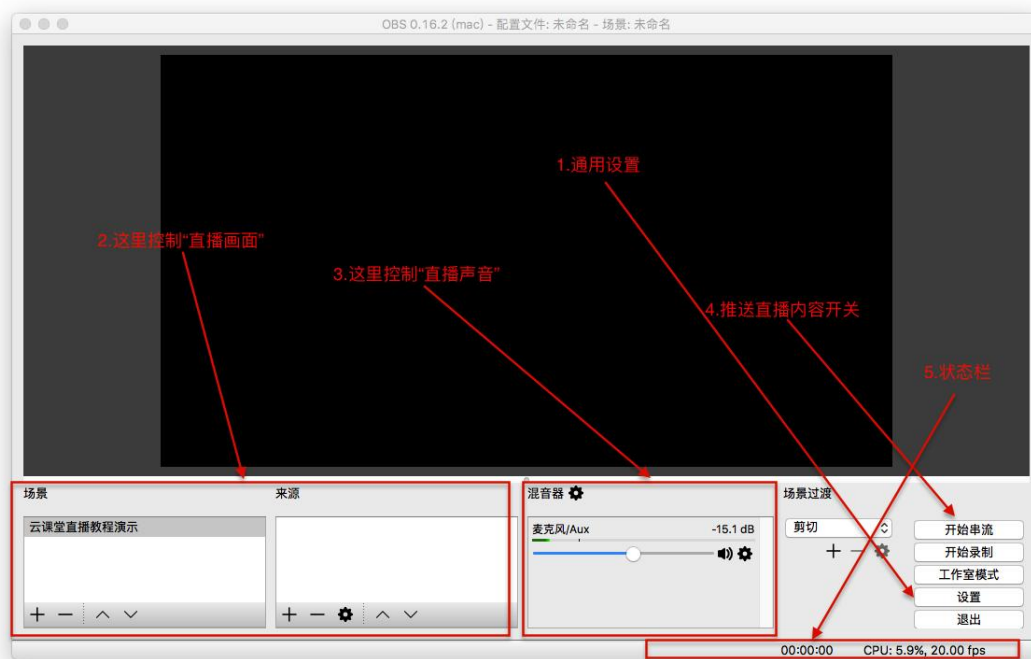 OBS 0.16.2 (mac) - 配置文件: 未命名 - 场景: 未命名
1.通用设置
2.这里控制“直播画面”
3.这里控制“直播声音”
4.推送直播内容开关
5.状态栏
场景
来源
混音器
场景过渡
云课堂直播教程演示
麦克风/Aux
-15.1 dB
剪切
开始串流
开始录制
工作室模式
设置
退出
00:00:00
CPU: 5.9%, 20.00 fps